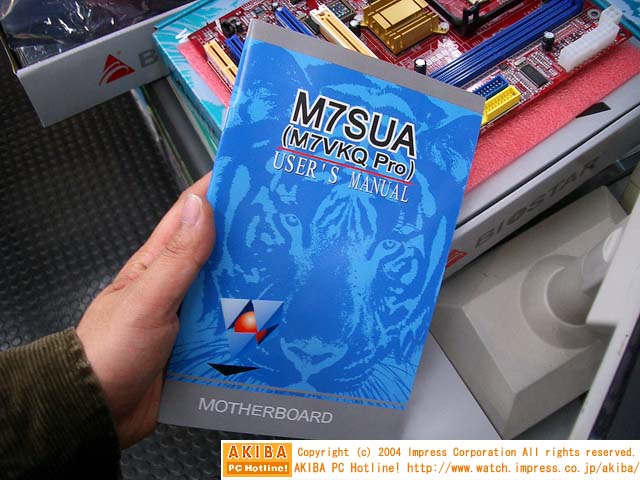 BIOSTAR
M7SUA
(M7VKQ Pro)
USER'S MANUAL
MOTHERBOARD
AKIBA
PC Hotline!
Copyright (c) 2004 Impress Corporation All rights reserved.
AKIBA PC Hotline! http://www.watch.impress.co.jp/akiba/